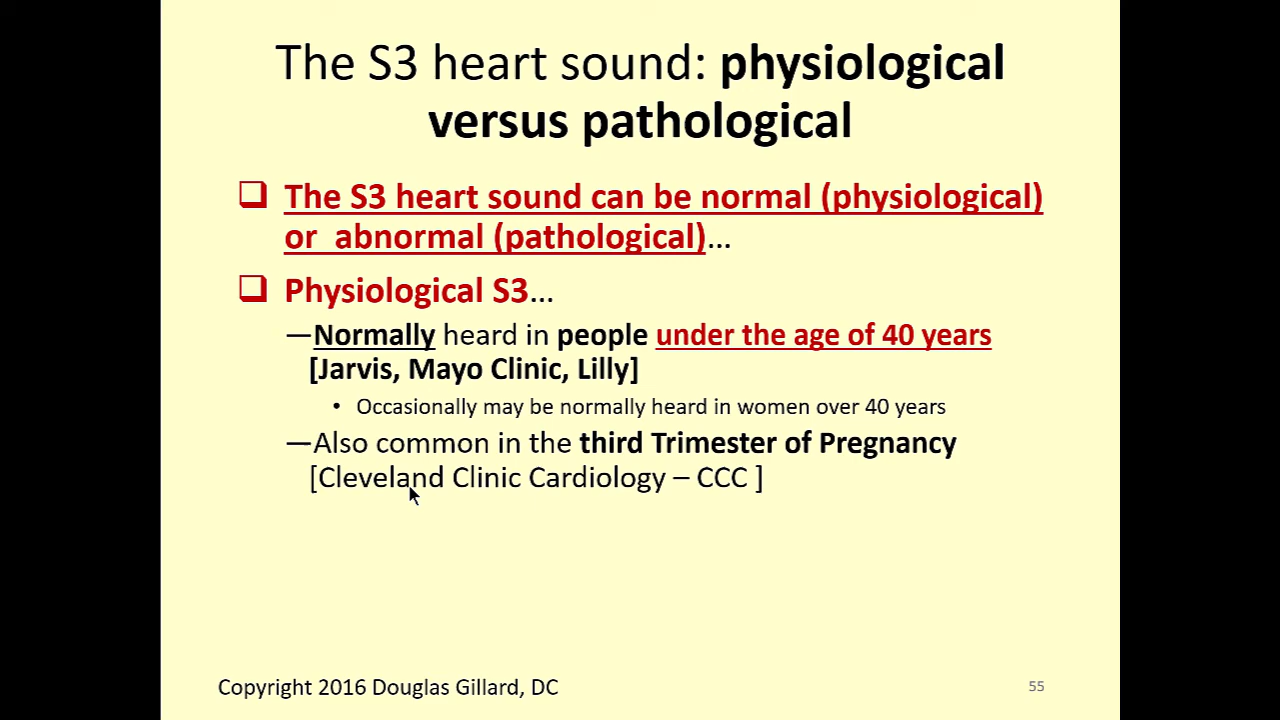 The S3 heart sound: physiological
versus pathological
❑ The S3 heart sound can be normal (physiological)
or  abnormal (pathological)...
❑ Physiological S3...
—Normally heard in people under the age of 40 years
[Jarvis, Mayo Clinic, Lilly]
• Occasionally may be normally heard in women over 40 years
—Also common in the third Trimester of Pregnancy
[Cleveland Clinic Cardiology – CCC ]
Copyright 2016 Douglas Gillard, DC
55